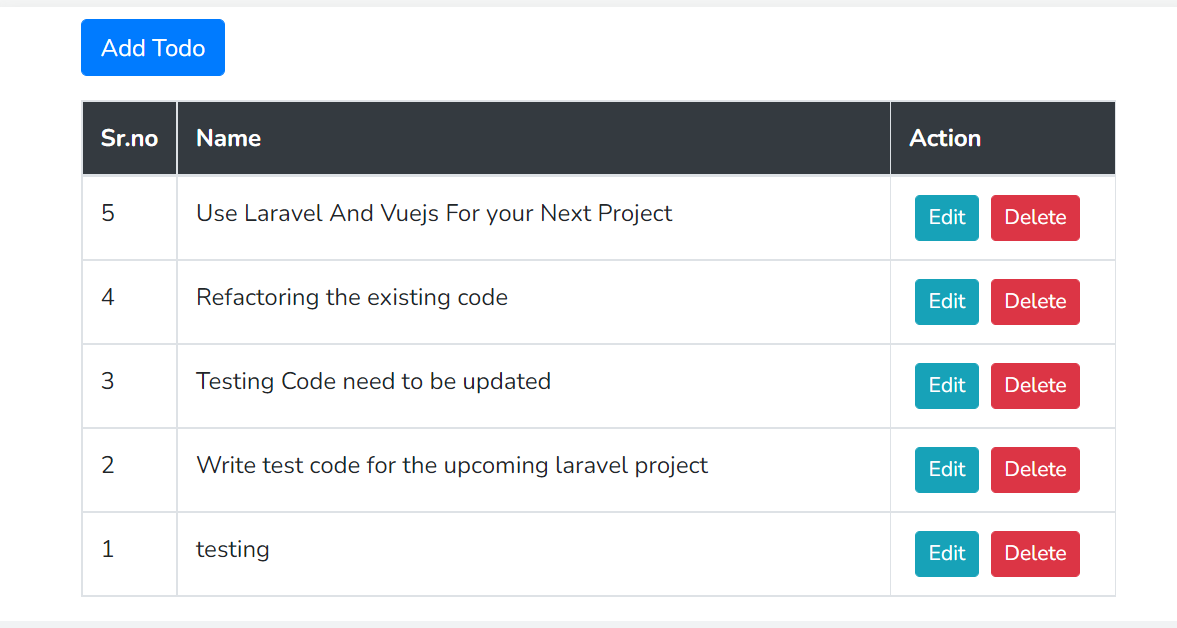 Add Todo
Sr.no Name Action
5 Use Laravel And Vuejs For your Next Project Edit Delete
4 Refactoring the existing code Edit Delete
3 Testing Code need to be updated Edit Delete
2 Write test code for the upcoming laravel project Edit Delete
1 testing Edit Delete